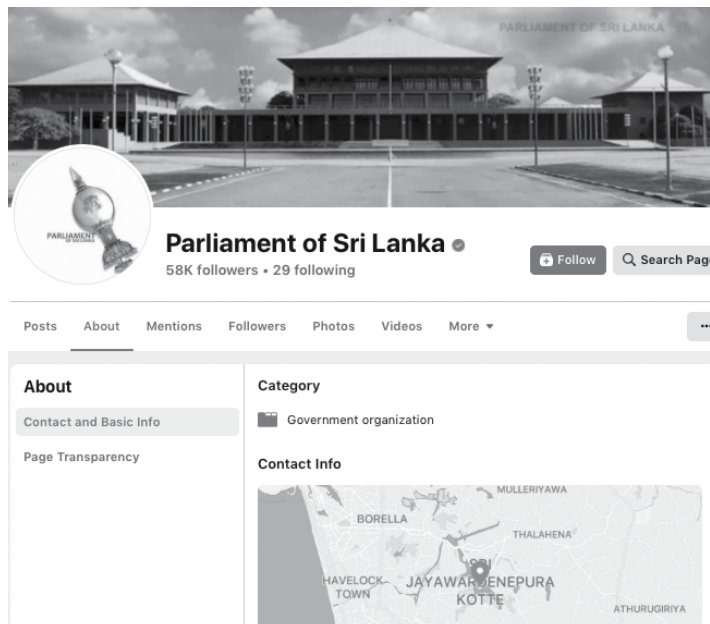 PARLIAMENT OF SRI LANKA
PARLIAMENT
OF SRI LANKA
Parliament of Sri Lanka
58K followers • 29 following
Follow
Search Pag
Posts
About
Mentions
Followers
Photos
Videos
More
About
Contact and Basic Info
Page Transparency
Category
Government organization
Contact Info
MULLERIYAWA
BORELLA
THALAHENA
SRI
JAYAWARDENEPURA
KOTTE
HAVELOCK
TOWN
ATHURUGIRIYA